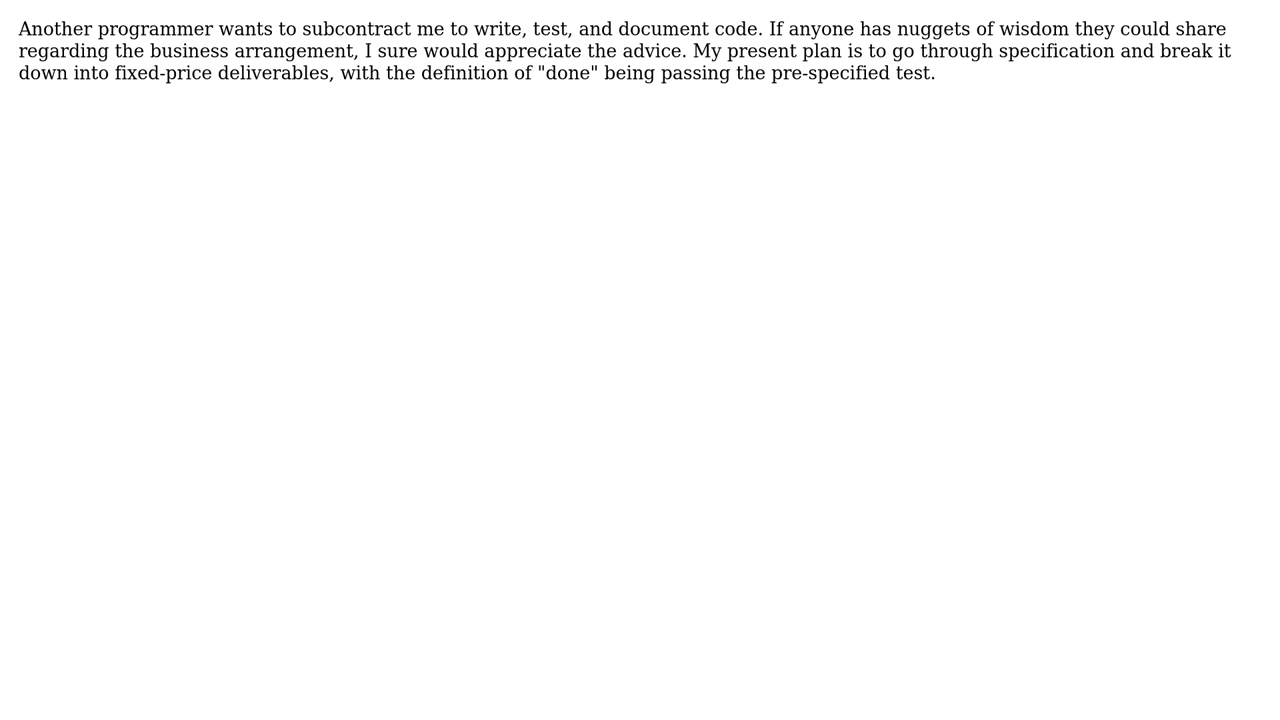 Another programmer wants to subcontract me to write, test, and document code. If anyone has nuggets of wisdom they could share
regarding the business arrangement, I sure would appreciate the advice. My present plan is to go through specification and break it
down into fixed-price deliverables, with the definition of "done" being passing the pre-specified test.